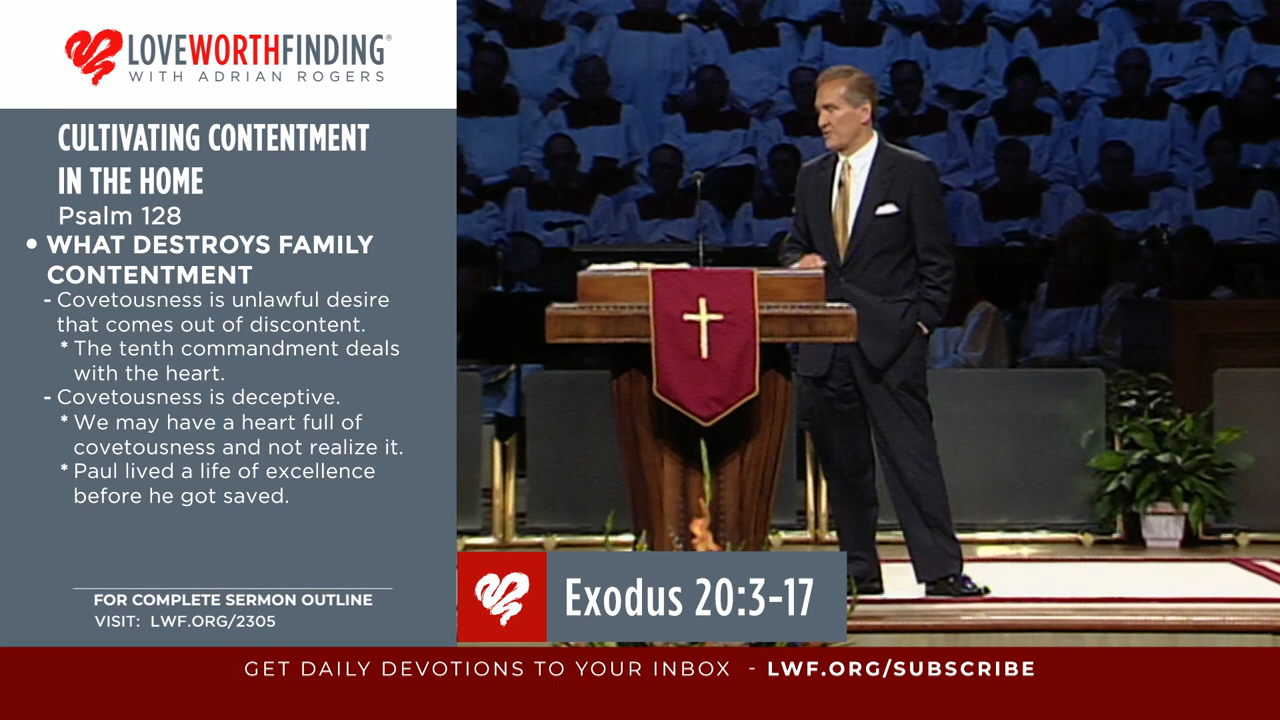 LOVEWORTHFINDING®
WITH ADRIAN ROGERS
CULTIVATING CONTENTMENT
IN THE HOME
Psalm 128
• WHAT DESTROYS FAMILY
CONTENTMENT
- Covetousness is unlawful desire
that comes out of discontent.
* The tenth commandment deals
with the heart.
- Covetousness is deceptive.
* We may have a heart full of
covetousness and not realize it.
* Paul lived a life of excellence
before he got saved.
FOR COMPLETE SERMON OUTLINE
VISIT: LWF.ORG/2305
Exodus 20:3-17
GET DAILY DEVOTIONS TO YOUR INBOX - LWF.ORG/SUBSCRIBE